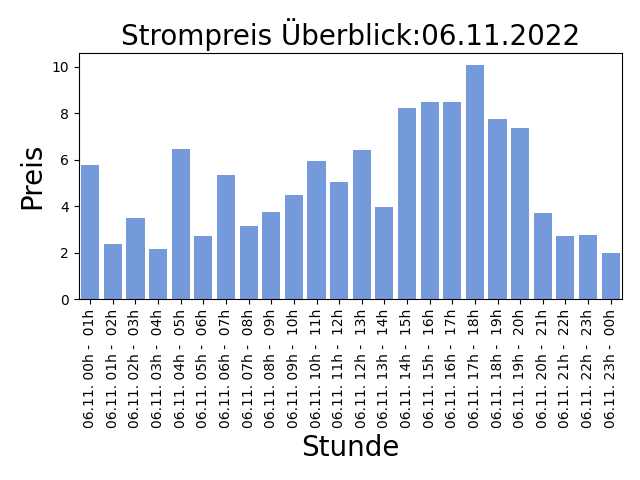 Strompreis Überblick:06.11.2022
Preis
10
8
6
4
2
0
06.11. 00h - 01h
06.11. 01h - 02h
06.11. 02h - 03h
06.11. 03h - 04h
06.11. 04h - 05h
06.11. 05h - 06h
06.11. 06h - 07h
06.11. 07h - 08h
06.11. 08h - 09h
06.11. 09h - 10h
06.11. 10h - 11h
06.11. 11h - 12h
06.11. 12h - 13h
06.11. 13h - 14h
06.11. 14h - 15h
06.11. 15h - 16h
06.11. 16h - 17h
06.11. 17h - 18h
06.11. 18h - 19h
06.11. 19h - 20h
06.11. 20h - 21h
06.11. 21h - 22h
06.11. 22h - 23h
06.11. 23h - 00h
Stunde